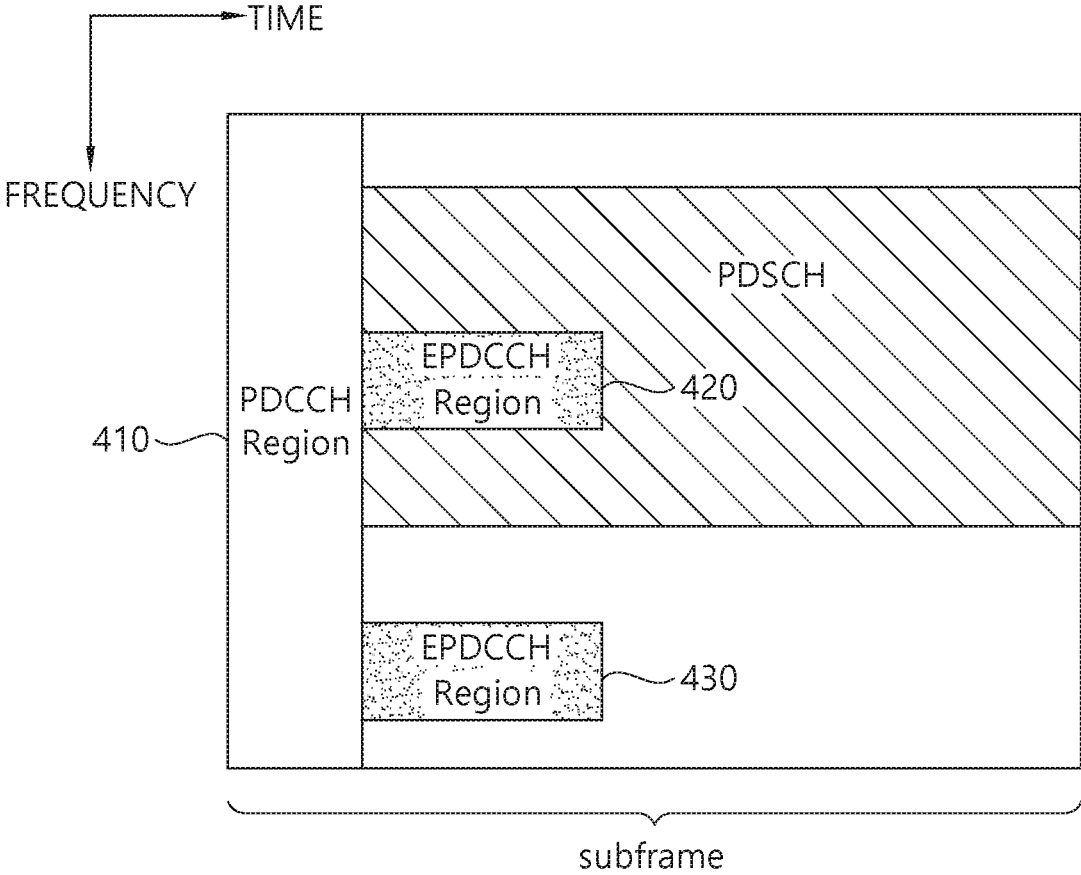 TIME
FREQUENCY
PDSCH
EPDCCH
Region
420
PDCCH
Region
410
EPDCCH
Region
430
subframe